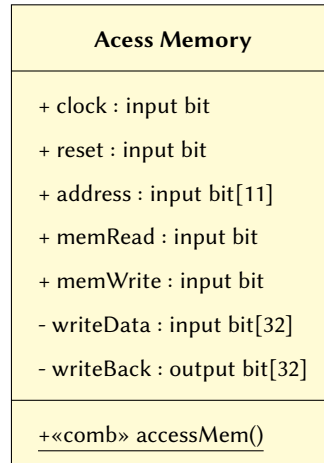 Acess Memory
+ clock : input bit
+ reset : input bit
+ address : input bit[11]
+ memRead : input bit
+ memWrite : input bit
- writeData : input bit[32]
- writeBack : output bit[32]
+«comb» accessMem()